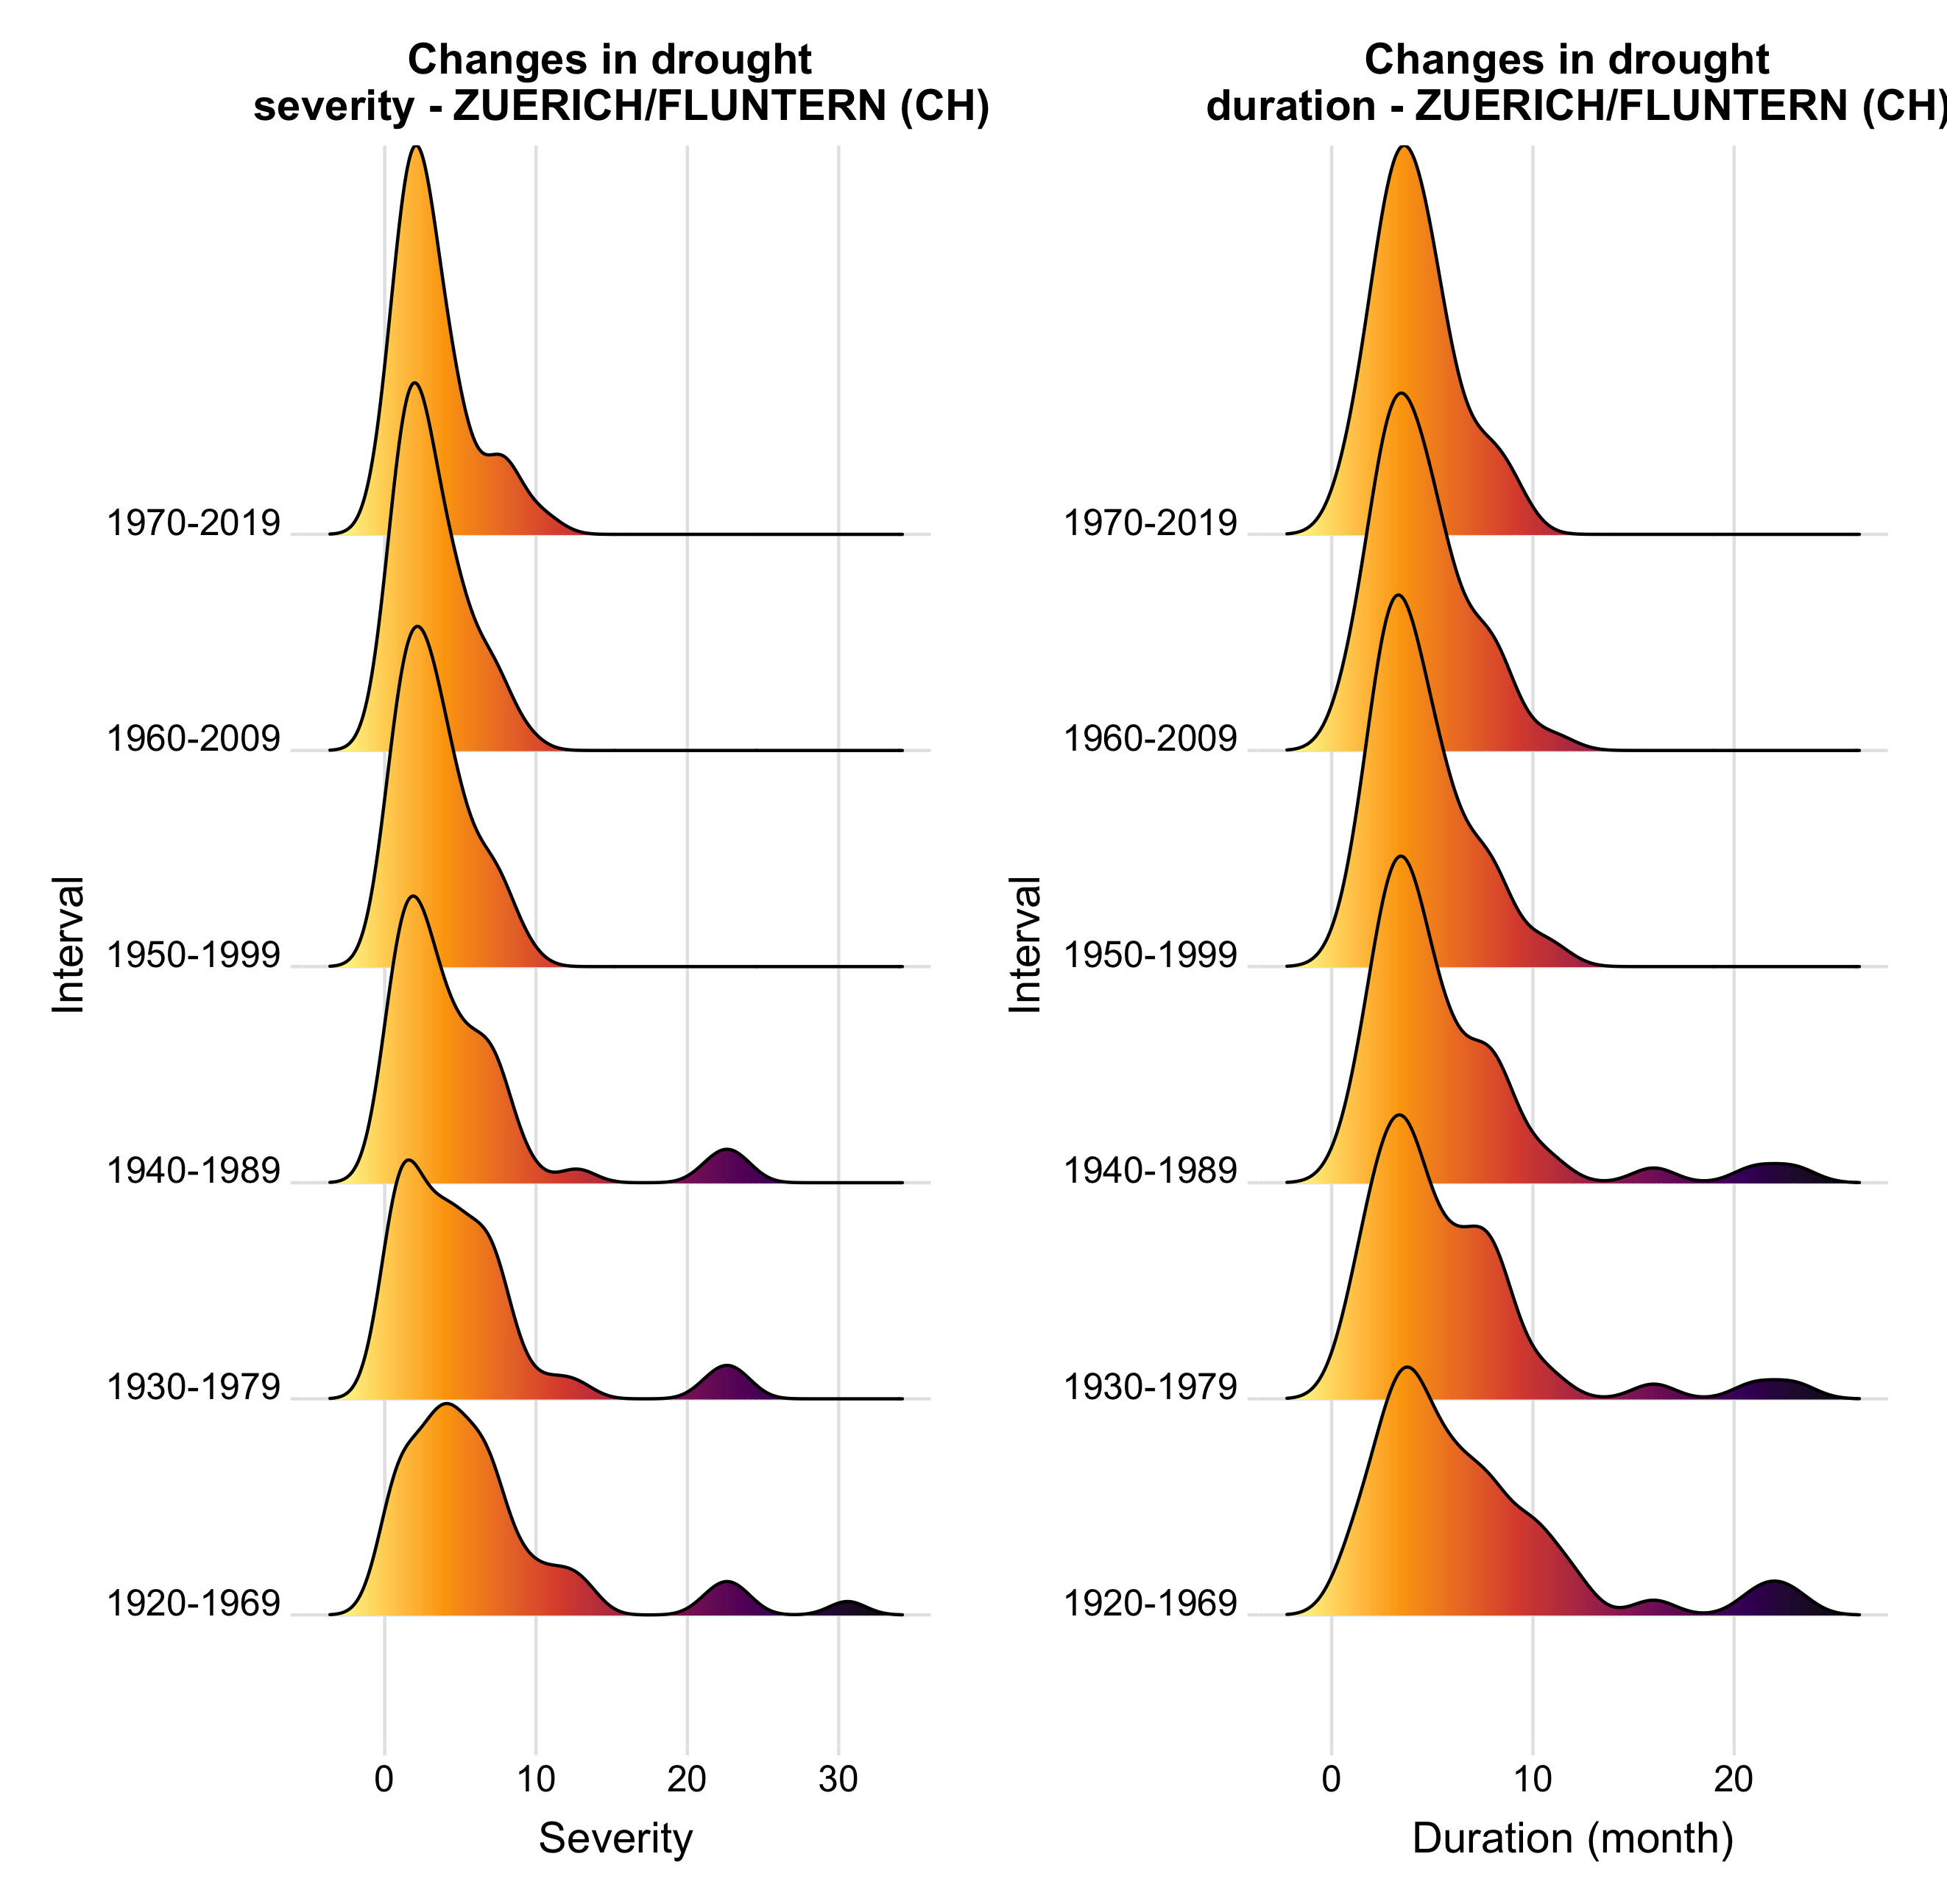 Changes in drought
severity - ZUERICH/FLUNTERN (CH)
Interval
1970-2019
1960-2009
1950-1999
1940-1989
1930-1979
1920-1969
0 10 20 30
Severity
Changes in drought
duration - ZUERICH/FLUNTERN (CH)
Interval
1970-2019
1960-2009
1950-1999
1940-1989
1930-1979
1920-1969
0 10 20
Duration (month)